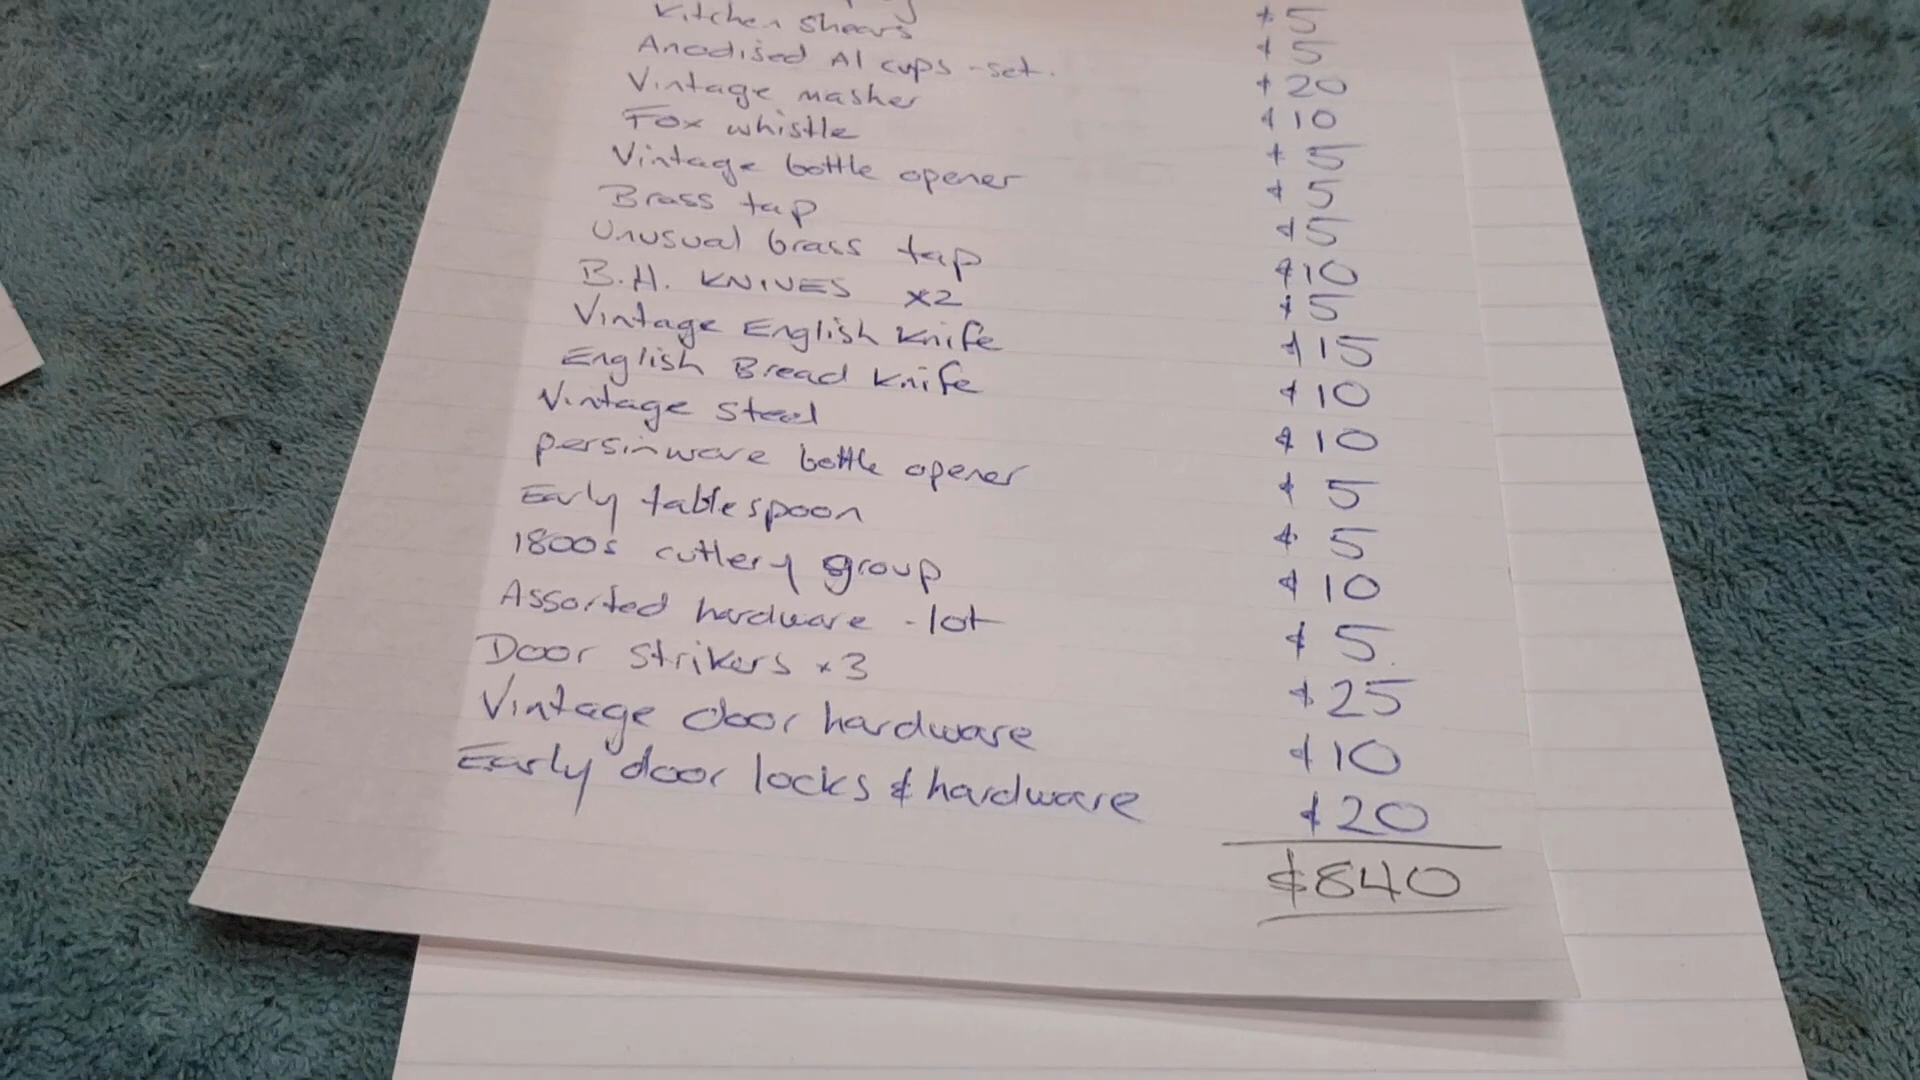 $5
Kitchen shears $5
Anodised Al cups -set. $20
Vintage masher $10
Fox whistle $5
Vintage bottle opener $5
Brass tap $5
Unusual brass tap $10
B.H. KNIVES x2 $5
Vintage English Knife $15
English Bread Knife $10
Vintage Steel $10
persinware bottle opener $5
Early tablespoon $5
1800s cutlery group $10
Assorted hardware -lot $5
Door strikers x3 $25
Vintage door hardware $10
Early door locks & hardware $20
$840